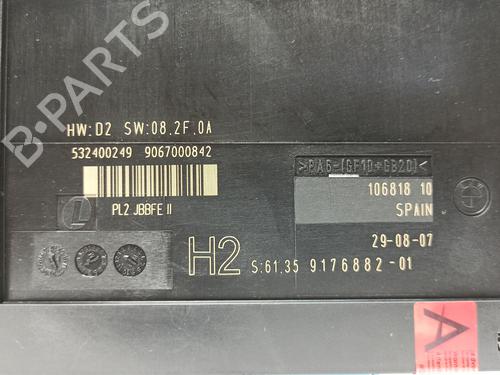 HW:D2 SW:08.2F.0A
532400249 9067000842
PL2 JBBFE II
>PA6-(GF10+GB20)<
106818 10
SPAIN
29-08-07
H2 S:61.35 9176882-01
A
B-Parts